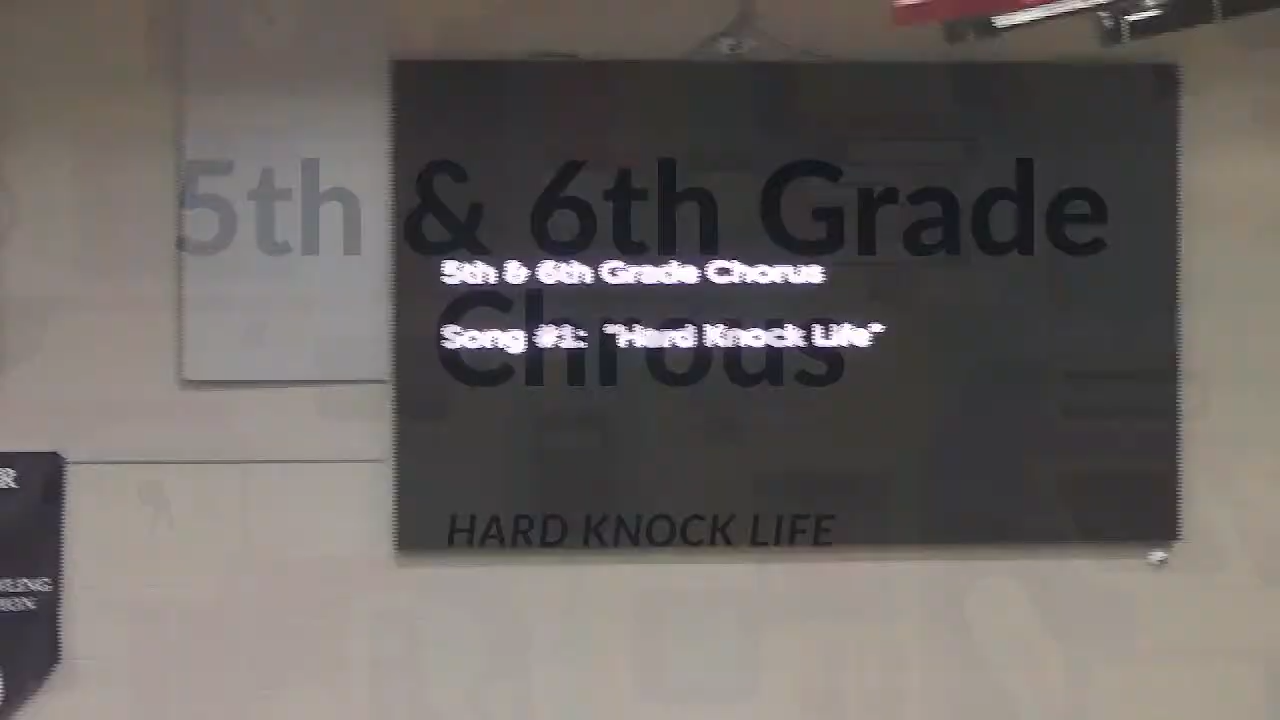 5th & 6th Grade
Chrous
5th & 6th Grade Chorus
Song #1: "Hard Knock Life"
HARD KNOCK LIFE